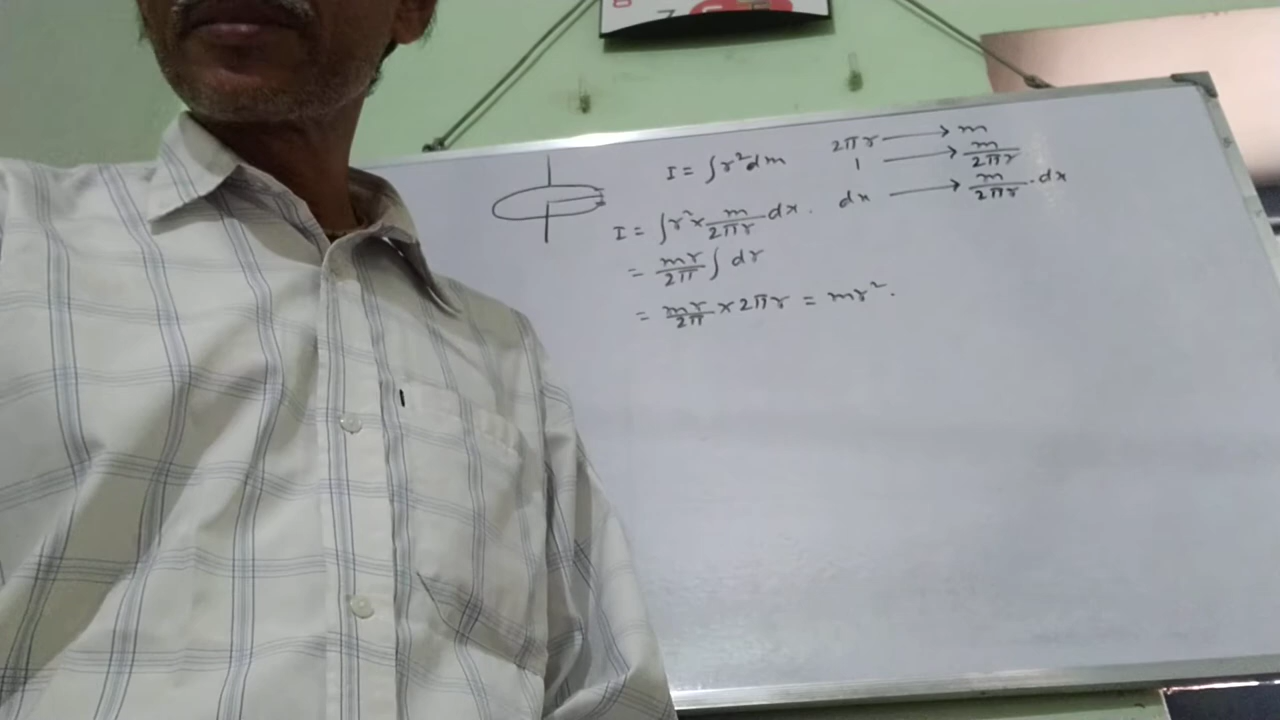 I = ∫r²dm
2πr → m
1 → m/2πr
dx → m/2πr · dx
I = ∫r² × m/2πr dx.
= mr/2π ∫ dr
= mr/2π × 2πr = mr².